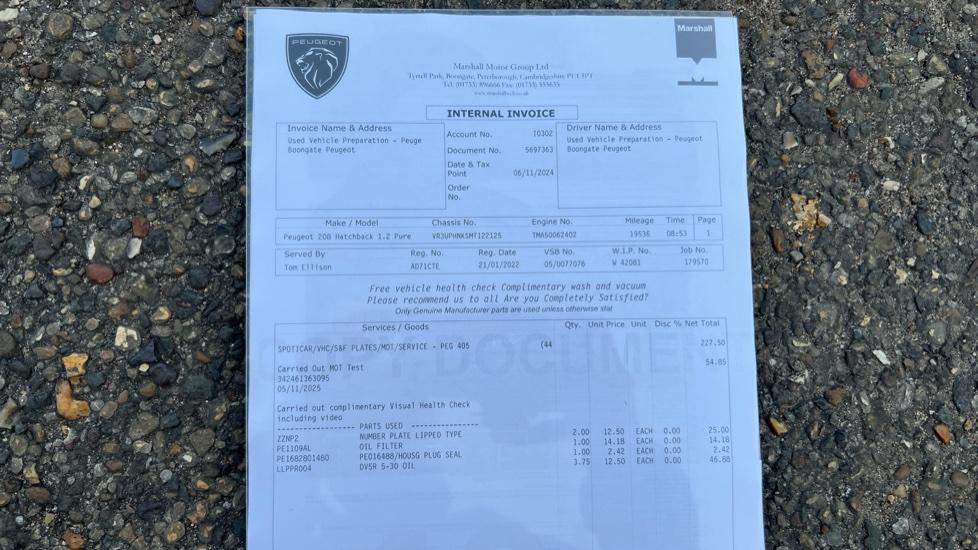 PEUGEOT
Marshall
Marshall Motor Group Ltd
Tyrrell Park, Boongate, Peterborough, Cambridgeshire PE1 5PT
Tel: (01733) 896666 Fax: (01733) 555655
INTERNAL INVOICE
Invoice Name & Address
Used Vehicle Preparation - Peuge
Boongate Peugeot
Account No. 10302
Document No. 5697363
Date & Tax
Point 06/11/2024
Order
No.
Driver Name & Address
Used Vehicle Preparation - Peugeot
Boongate Peugeot
Make / Model Chassis No. Engine No. Mileage Time Page
Peugeot 208 Hatchback 1.2 Pure VR3UPHNKSMT122125 TMA50062402 19536 08:53 1
Served By Reg. No. Reg. Date VSB No. W.I.P. No. Job No.
Tom Ellison AD71CTE 21/01/2022 05/U077076 W 42081 179570
Free vehicle health check Complimentary wash and vacuum
Please recommend us to all Are you Completely Satisfied?
Only Genuine Manufacturer parts are used unless otherwise stat
Services / Goods Qty. Unit Price Unit Disc % Net Total
SPOTICAR/VHC/S&F PLATES/MOT/SERVICE - PEG 405 (44 227.50
Carried Out MOT Test 54.85
342461363095
05/11/2025
Carried out complimentary Visual Health Check
including video
----------------- PARTS USED ---------------
ZZNP2 NUMBER PLATE LIPPED TYPE 2.00 12.50 EACH 0.00 25.00
PE1109AL OIL FILTER 1.00 14.18 EACH 0.00 14.18
PE1682801480 PE016488/HOUSG PLUG SEAL 1.00 2.42 EACH 0.00 2.42
LLPPR004 DV5R 5-30 OIL 3.75 12.50 EACH 0.00 46.88